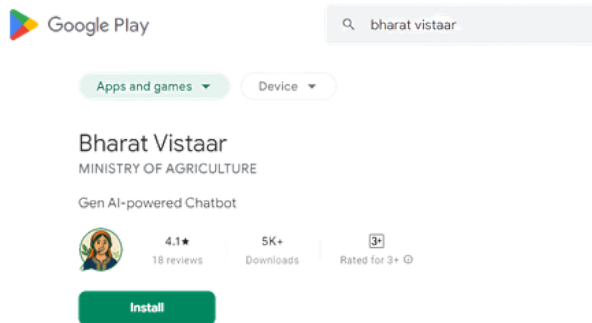 Google Play
bharat vistaar
Apps and games
Device
Bharat Vistaar
MINISTRY OF AGRICULTURE
Gen AI-powered Chatbot
4.1★
5K+
3+
18 reviews
Downloads
Rated for 3+
Install